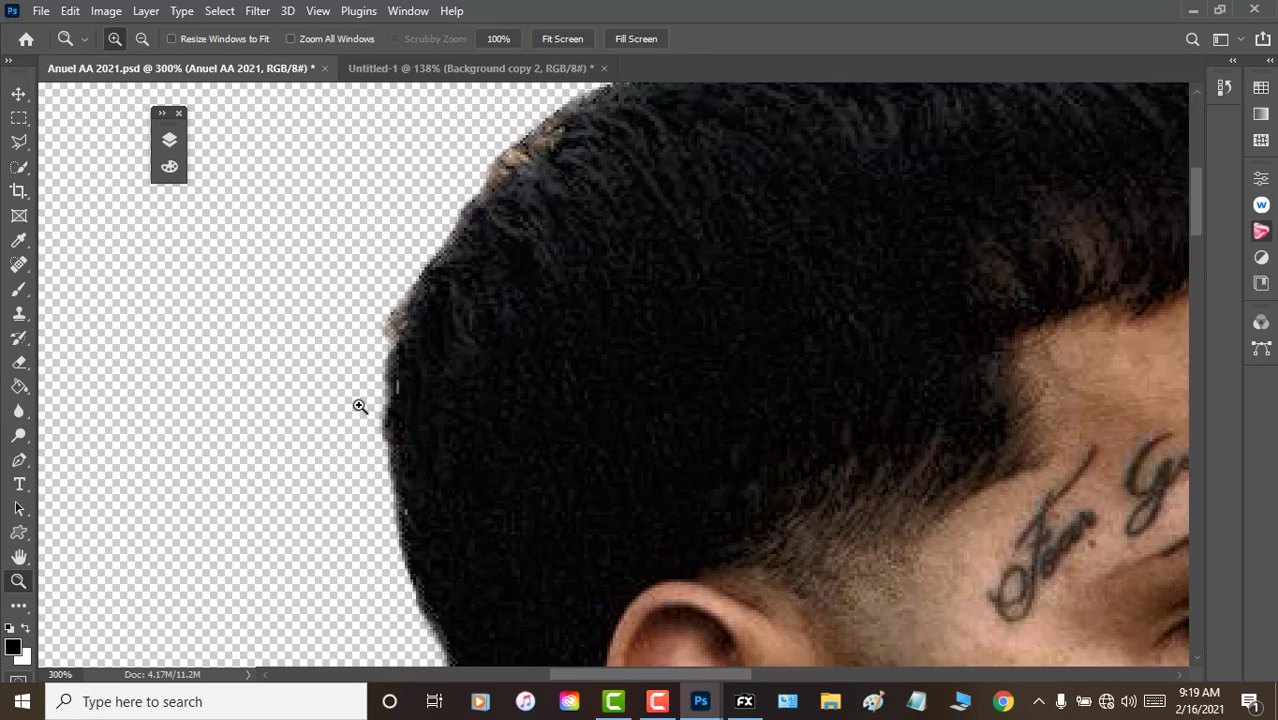 Ps File Edit Image Layer Type Select Filter 3D View Plugins Window Help
Resize Windows to Fit Zoom All Windows Scrubby Zoom 100% Fit Screen Fill Screen
Anuel AA 2021.psd @ 300% (Anuel AA 2021, RGB/8#) * × Untitled-1 @ 138% (Background copy 2, RGB/8#) * ×
300% Doc: 4.17M/11.2M
Type here to search
Ps
FX
9:19 AM
2/16/2021